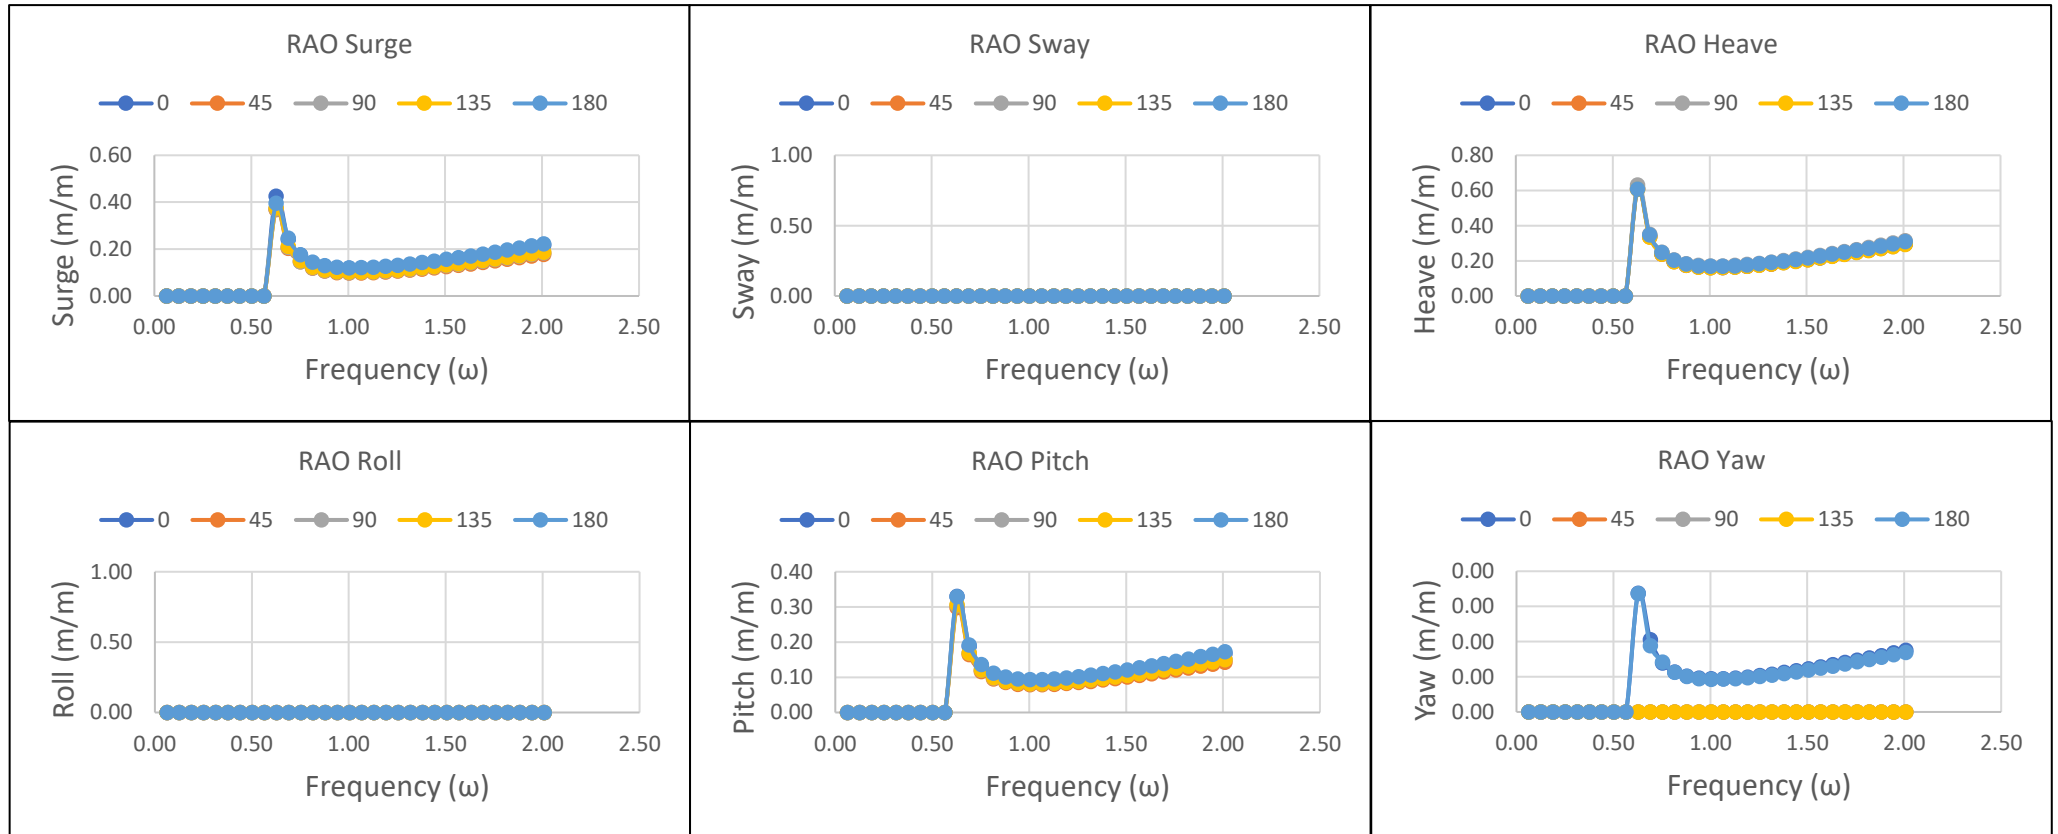 RAO Surge
0 45 90 135 180
Surge (m/m)
0.60
0.40
0.20
0.00
0.00 0.50 1.00 1.50 2.00 2.50
Frequency (ω)
RAO Sway
0 45 90 135 180
Sway (m/m)
1.00
0.50
0.00
0.00 0.50 1.00 1.50 2.00 2.50
Frequency (ω)
RAO Heave
0 45 90 135 180
Heave (m/m)
0.80
0.60
0.40
0.20
0.00
0.00 0.50 1.00 1.50 2.00 2.50
Frequency (ω)
RAO Roll
0 45 90 135 180
Roll (m/m)
1.00
0.50
0.00
0.00 0.50 1.00 1.50 2.00 2.50
Frequency (ω)
RAO Pitch
0 45 90 135 180
Pitch (m/m)
0.40
0.30
0.20
0.10
0.00
0.00 0.50 1.00 1.50 2.00 2.50
Frequency (ω)
RAO Yaw
0 45 90 135 180
Yaw (m/m)
0.00
0.00
0.00
0.00
0.00
0.00 0.50 1.00 1.50 2.00 2.50
Frequency (ω)